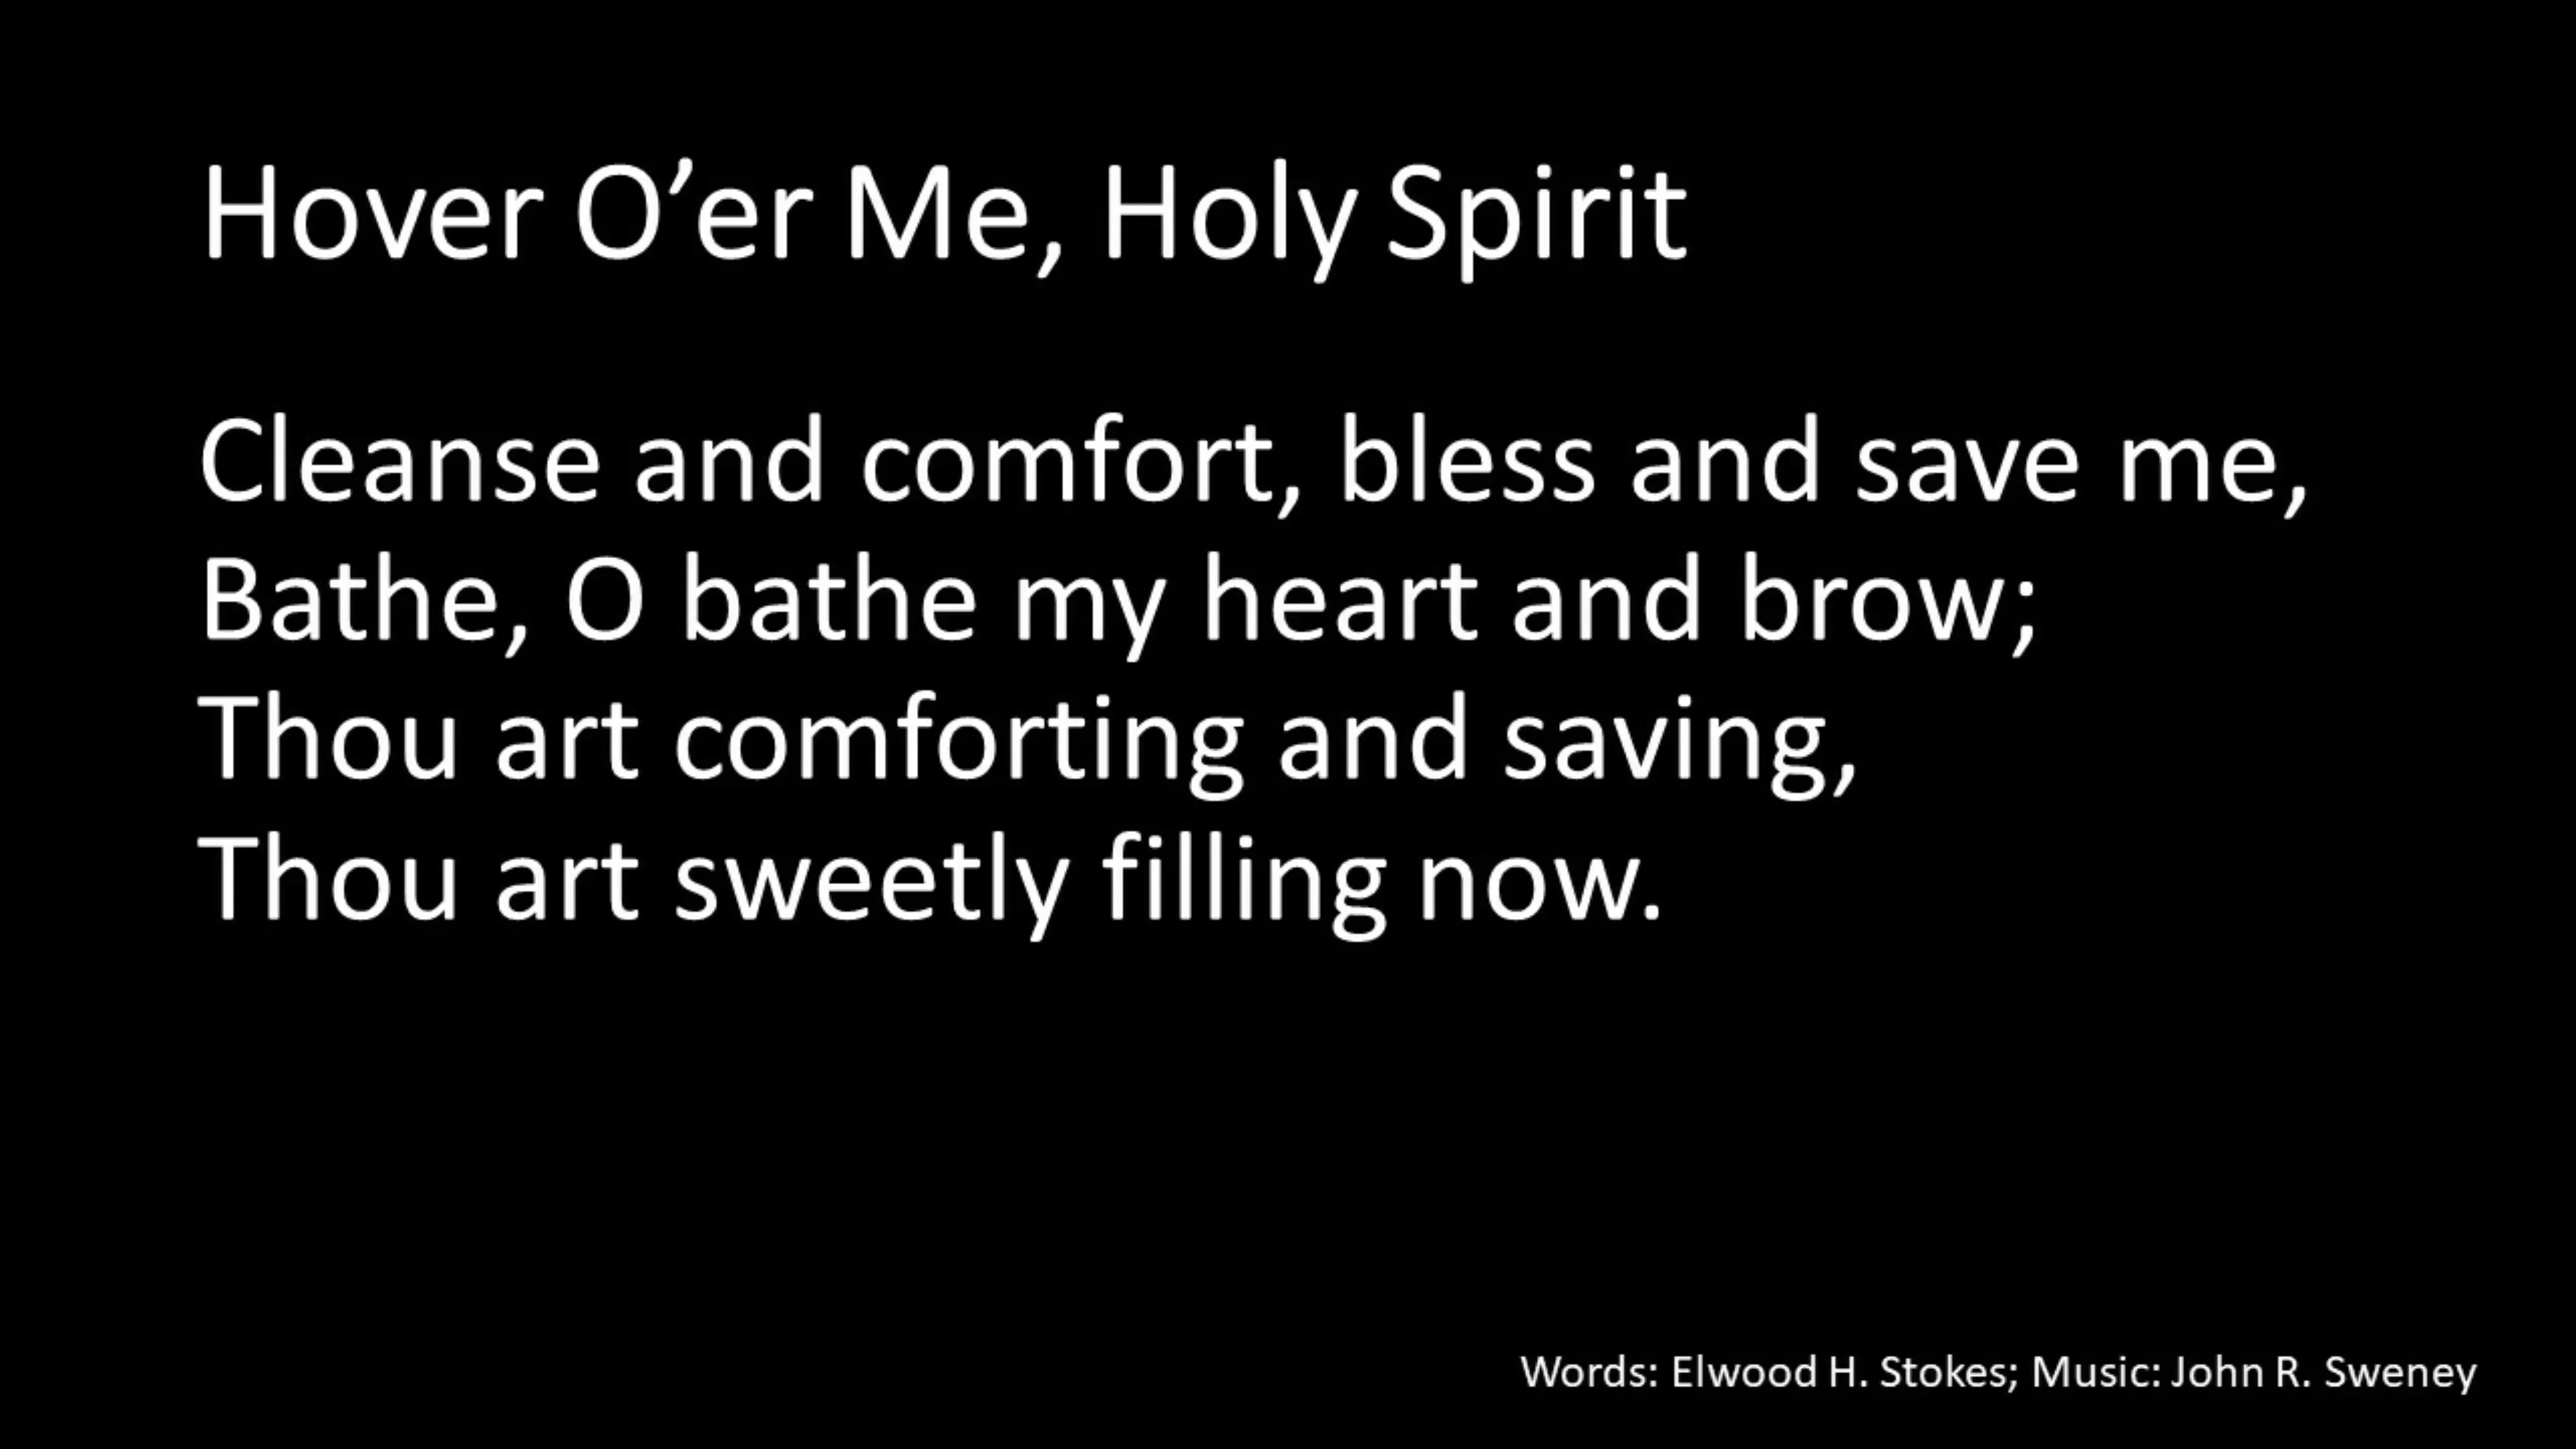 Hover O’er Me, Holy Spirit
Cleanse and comfort, bless and save me,
Bathe, O bathe my heart and brow;
Thou art comforting and saving,
Thou art sweetly filling now.
Words: Elwood H. Stokes; Music: John R. Sweney